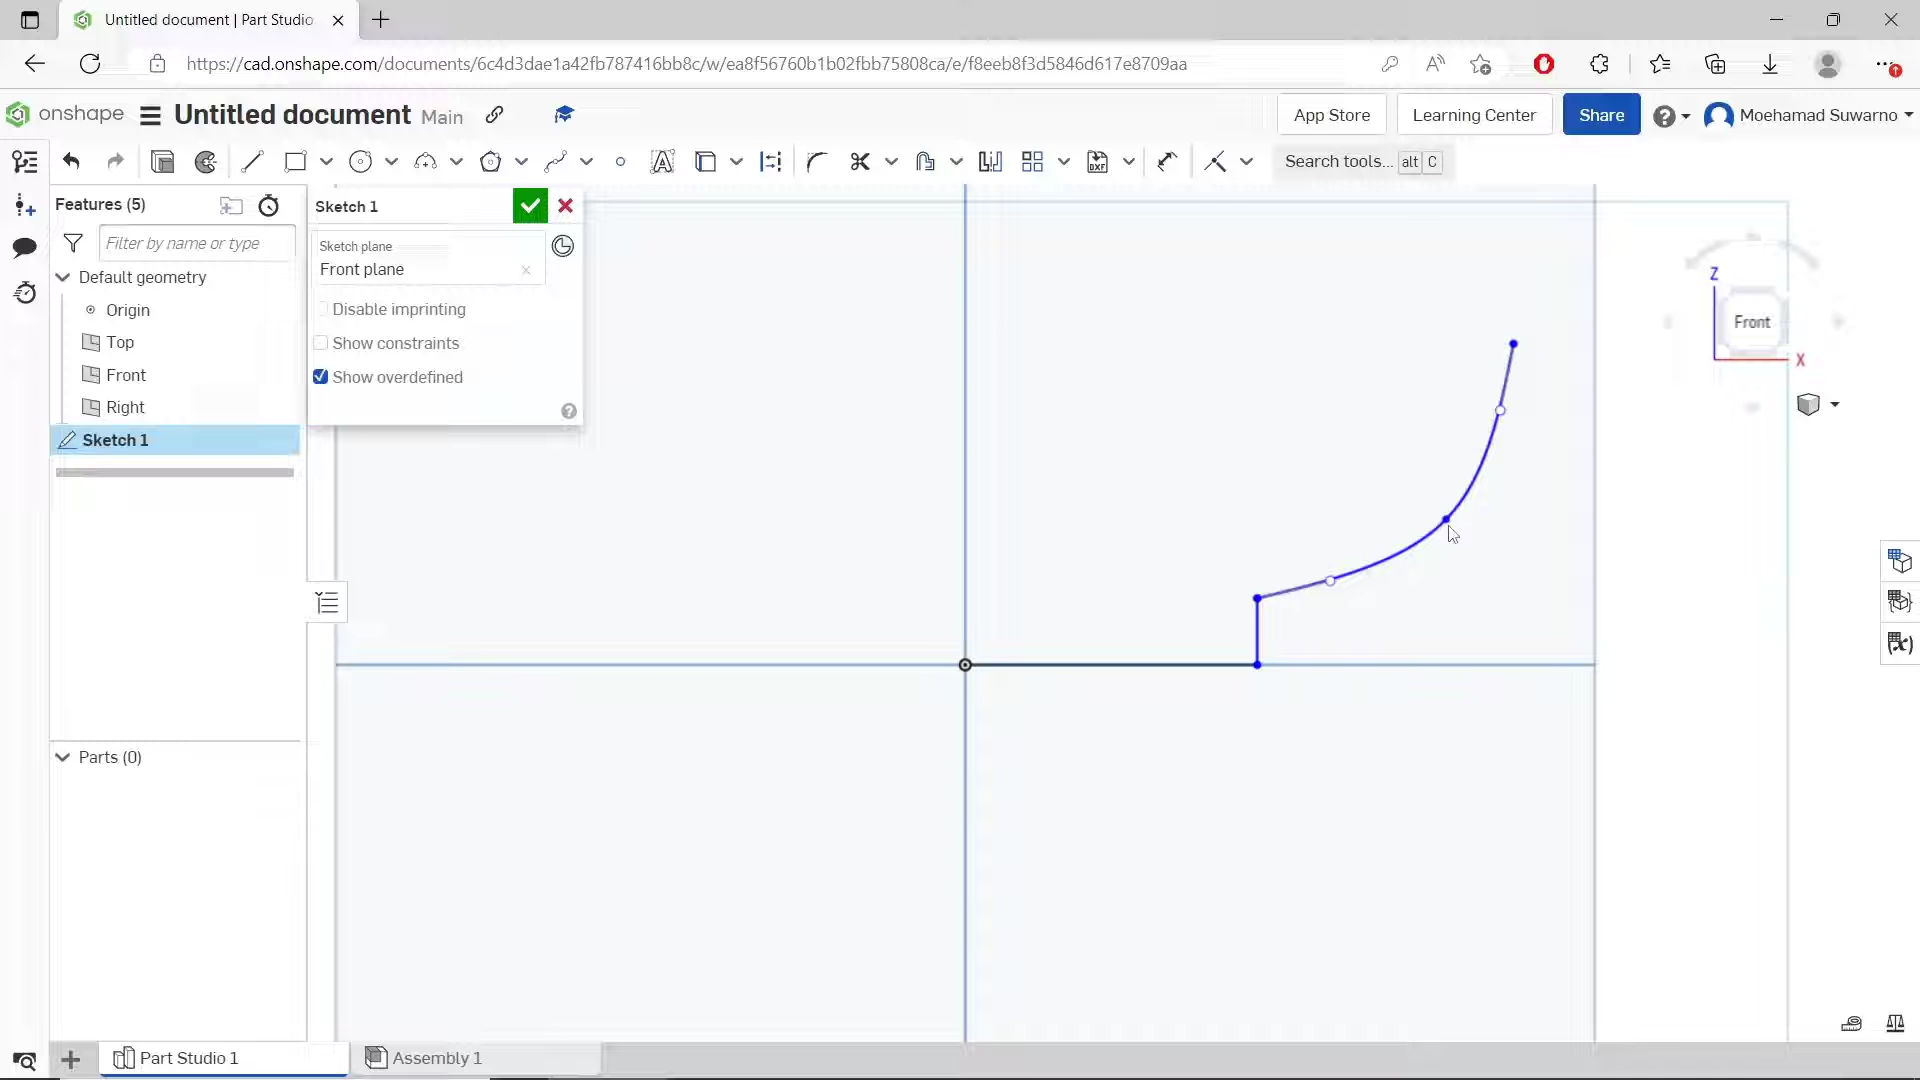 Untitled document | Part Studio
https://cad.onshape.com/documents/6c4d3dae1a42fb787416bb8c/w/ea8f56760b1b02fbb75808ca/e/f8eeb8f3d5846d617e8709aa
onshape
Untitled document Main
App Store
Learning Center
Share
Moehamad Suwarno
Search tools... alt C
Features (5)
Filter by name or type
Default geometry
Origin
Top
Front
Right
Sketch 1
Parts (0)
Sketch 1
Sketch plane
Front plane
Disable imprinting
Show constraints
Show overdefined
Z
Front
X
Part Studio 1
Assembly 1